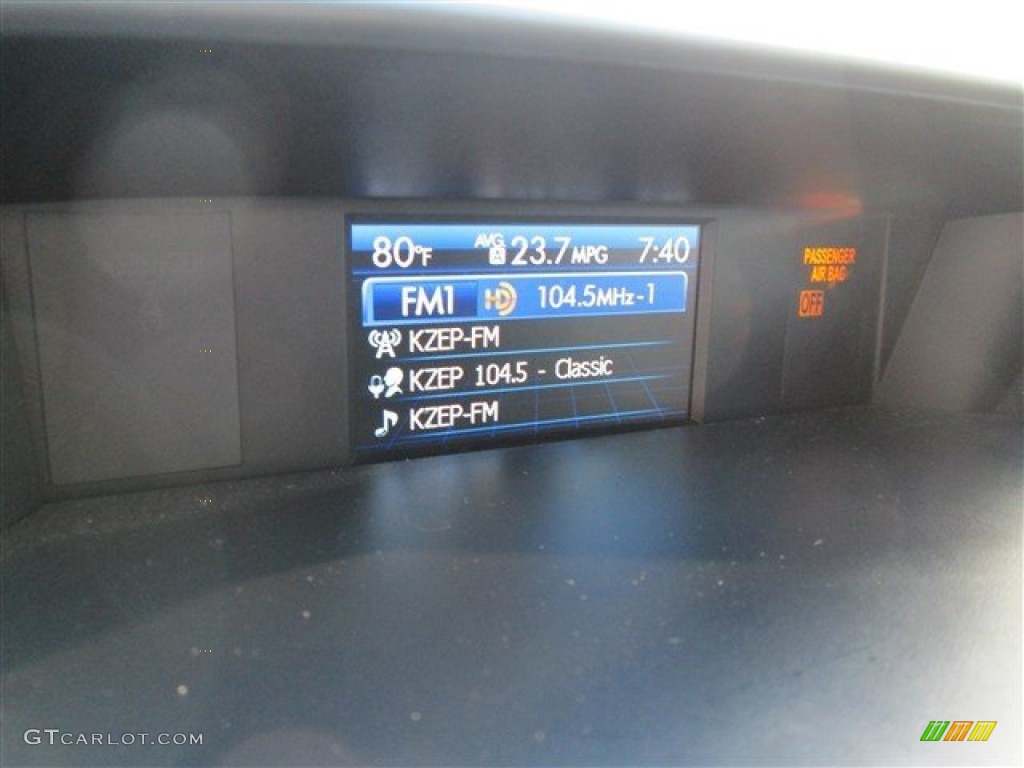 80°F AVG A 23.7 MPG 7:40
FM1 HD 104.5MHz-1
KZEP-FM
KZEP 104.5 - Classic
KZEP-FM
PASSENGER
AIR BAG
OFF
GTCARLOT.COM